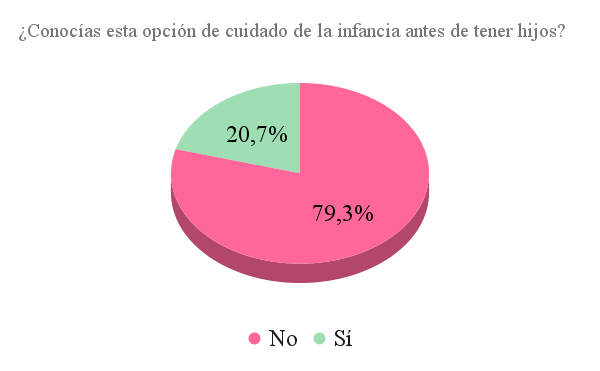 ¿Conocías esta opción de cuidado de la infancia antes de tener hijos?
20,7%
79,3%
No Sí